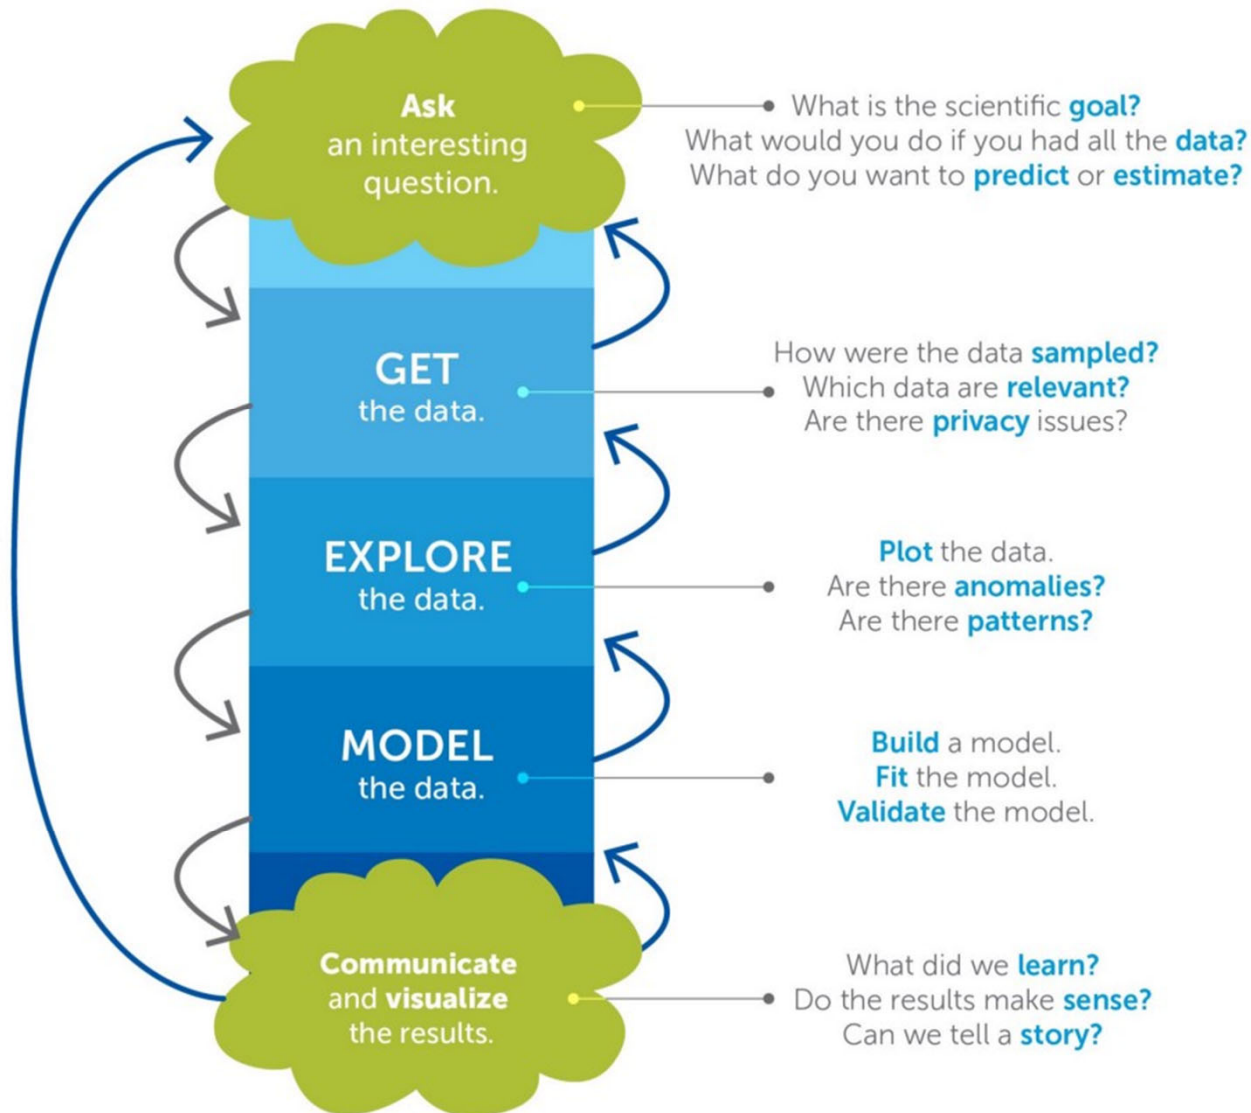 Ask
an interesting
question.
What is the scientific goal?
What would you do if you had all the data?
What do you want to predict or estimate?
GET
the data.
How were the data sampled?
Which data are relevant?
Are there privacy issues?
EXPLORE
the data.
Plot the data.
Are there anomalies?
Are there patterns?
MODEL
the data.
Build a model.
Fit the model.
Validate the model.
Communicate
and visualize
the results.
What did we learn?
Do the results make sense?
Can we tell a story?